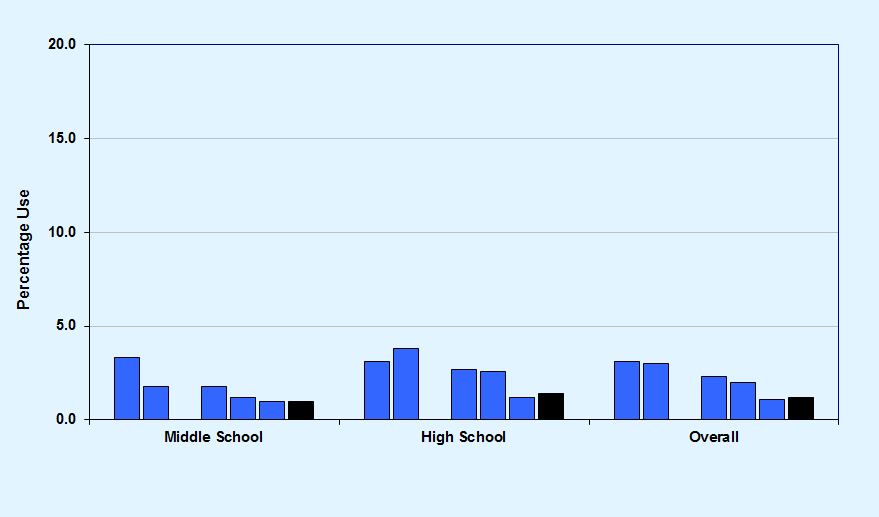 20.0
15.0
10.0
5.0
0.0
Percentage Use
Middle School
High School
Overall